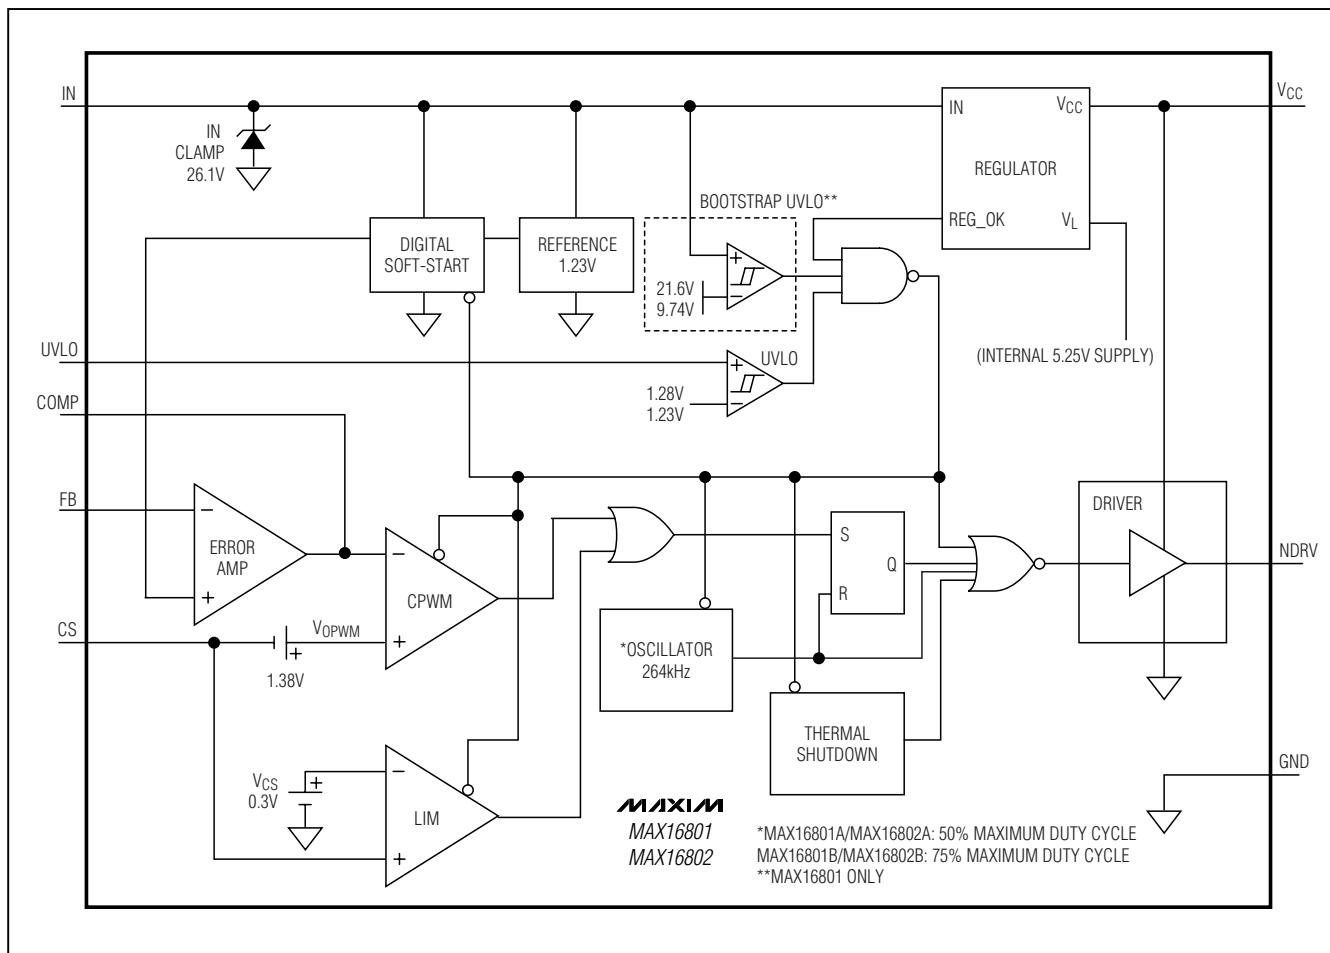 IN
VCC
IN
CLAMP
26.1V
IN
VCC
REGULATOR
REG_OK
VL
BOOTSTRAP UVLO**
DIGITAL
SOFT-START
REFERENCE
1.23V
+
21.6V
9.74V
−
(INTERNAL 5.25V SUPPLY)
UVLO
+
UVLO
1.28V
1.23V
−
COMP
FB
−
ERROR
AMP
+
−
CPWM
+
S
Q
R
DRIVER
NDRV
CS
VOPWM
+
1.38V
*OSCILLATOR
264kHz
THERMAL
SHUTDOWN
VCS
0.3V
+
−
LIM
+
GND
MAXIM
MAX16801
MAX16802
*MAX16801A/MAX16802A: 50% MAXIMUM DUTY CYCLE
MAX16801B/MAX16802B: 75% MAXIMUM DUTY CYCLE
**MAX16801 ONLY